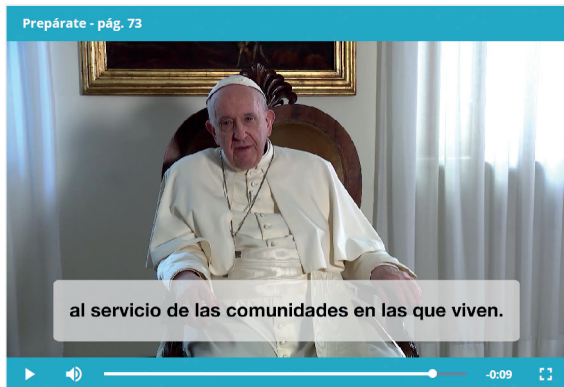 Prepárate - pág. 73
al servicio de las comunidades en las que viven.
-0:09